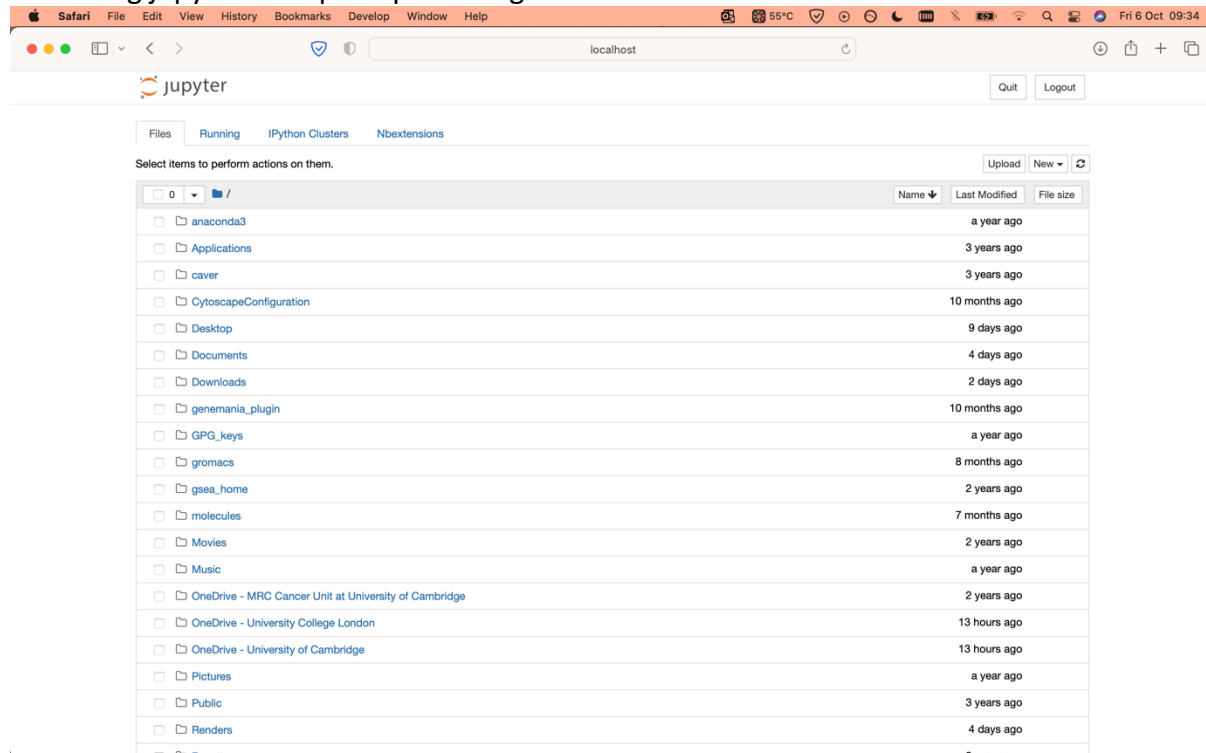 Safari File Edit View History Bookmarks Develop Window Help 55°C Fri 6 Oct 09:34
localhost
jupyter Quit Logout
Files Running IPython Clusters Nbextensions
Select items to perform actions on them. Upload New
0 / Name Last Modified File size
anaconda3 a year ago
Applications 3 years ago
caver 3 years ago
CytoscapeConfiguration 10 months ago
Desktop 9 days ago
Documents 4 days ago
Downloads 2 days ago
genemania_plugin 10 months ago
GPG_keys a year ago
gromacs 8 months ago
gsea_home 2 years ago
molecules 7 months ago
Movies 2 years ago
Music a year ago
OneDrive - MRC Cancer Unit at University of Cambridge 2 years ago
OneDrive - University College London 13 hours ago
OneDrive - University of Cambridge 13 hours ago
Pictures a year ago
Public 3 years ago
Renders 4 days ago